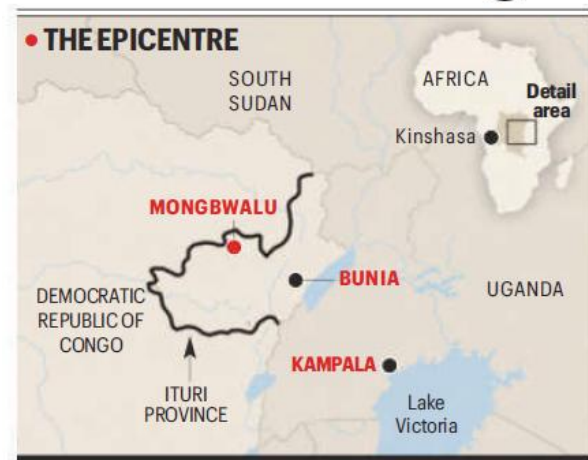 • THE EPICENTRE
SOUTH
SUDAN
AFRICA
Detail
area
Kinshasa
MONGBWALU
BUNIA
UGANDA
DEMOCRATIC
REPUBLIC OF
CONGO
KAMPALA
ITURI
PROVINCE
Lake
Victoria